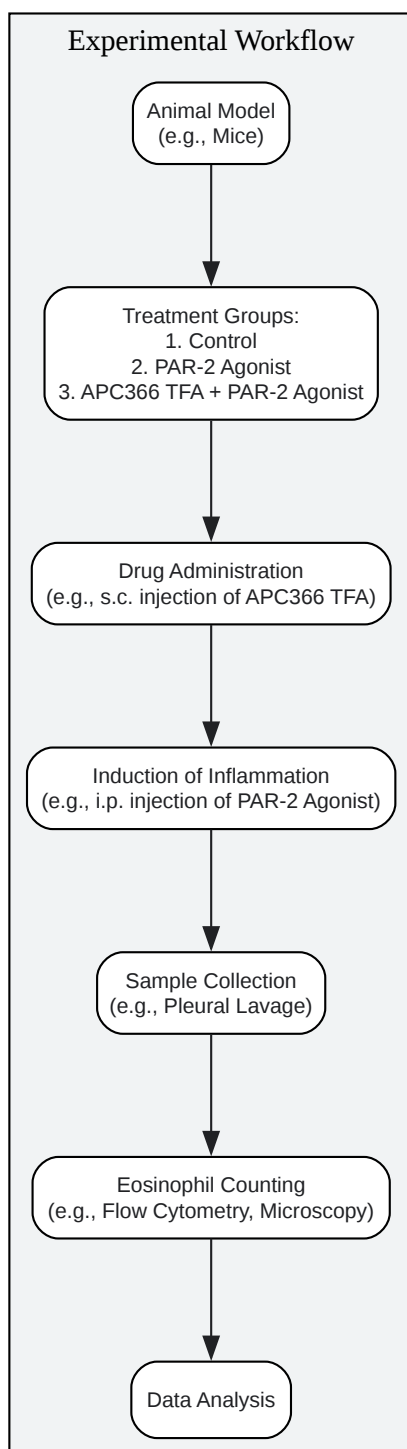 Experimental Workflow
Animal Model
(e.g., Mice)
Treatment Groups:
1. Control
2. PAR-2 Agonist
3. APC366 TFA + PAR-2 Agonist
Drug Administration
(e.g., s.c. injection of APC366 TFA)
Induction of Inflammation
(e.g., i.p. injection of PAR-2 Agonist)
Sample Collection
(e.g., Pleural Lavage)
Eosinophil Counting
(e.g., Flow Cytometry, Microscopy)
Data Analysis